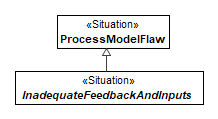 «Situation»
ProcessModelFlaw
«Situation»
InadequateFeedbackAndInputs